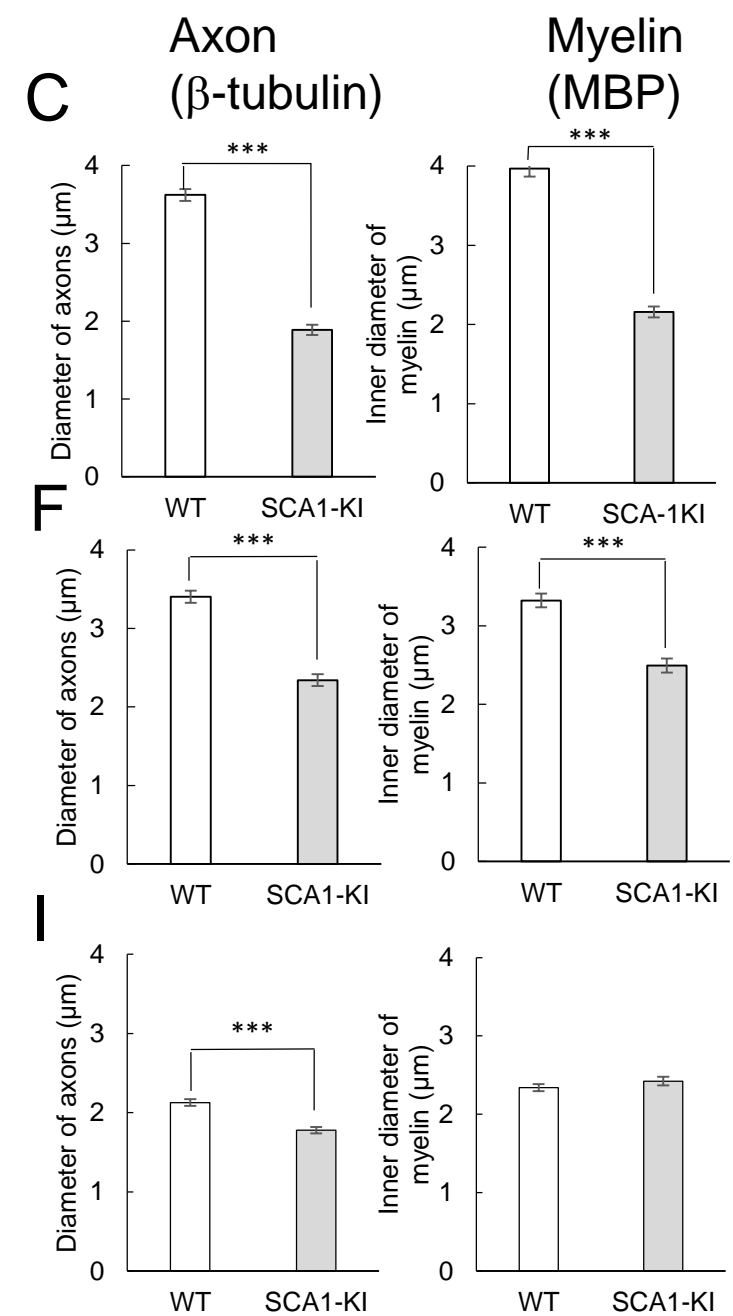 Axon
(β-tubulin)
Myelin
(MBP)
C
Diameter of axons (μm)
4
3
2
1
0
***
WT SCA1-KI
Inner diameter of
myelin (μm)
4
3
2
1
0
***
WT SCA-1KI
F
Diameter of axons (μm)
4
3
2
1
0
***
WT SCA1-KI
Inner diameter of
myelin (μm)
4
3
2
1
0
***
WT SCA1-KI
I
Diameter of axons (μm)
4
3
2
1
0
***
WT SCA1-KI
Inner diameter of
myelin (μm)
4
3
2
1
0
WT SCA1-KI